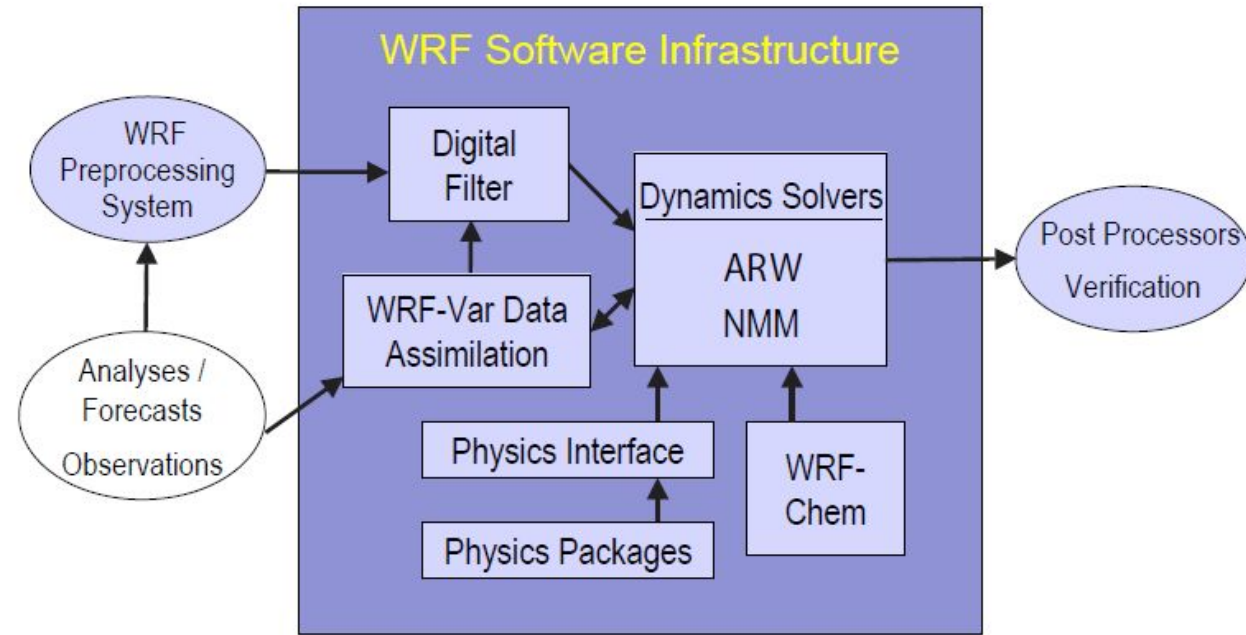 WRF Software Infrastructure
WRF
Preprocessing
System
Digital
Filter
Dynamics Solvers
ARW
NMM
Post Processors
Verification
WRF-Var Data
Assimilation
Analyses /
Forecasts
Observations
Physics Interface
WRF-
Chem
Physics Packages